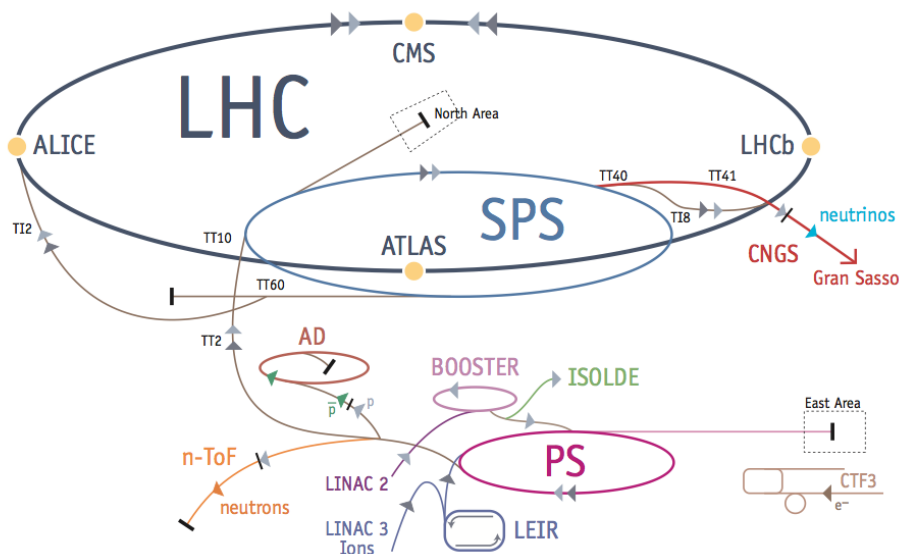 CMS
LHC
North Area
ALICE
LHCb
TT40
TT41
TI8
SPS
neutrinos
TI2
TT10
ATLAS
CNGS
Gran Sasso
TT60
TT2
AD
BOOSTER
ISOLDE
p
p
East Area
n-ToF
PS
LINAC 2
neutrons
CTF3
e−
LINAC 3
Ions
LEIR